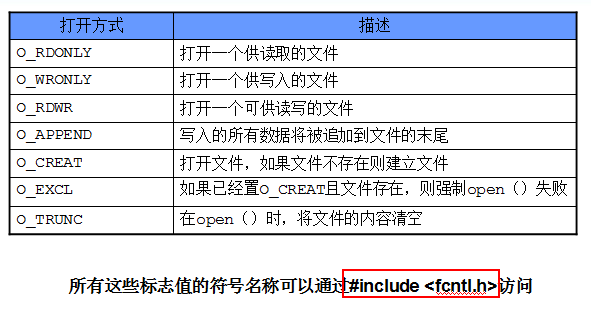 打开方式 描述
O_RDONLY 打开一个供读取的文件
O_WRONLY 打开一个供写入的文件
O_RDWR 打开一个可供读写的文件
O_APPEND 写入的所有数据将被追加到文件的末尾
O_CREAT 打开文件，如果文件不存在则建立文件
O_EXCL 如果已经置O_CREAT且文件存在，则强制open（）失败
O_TRUNC 在open（）时，将文件的内容清空
所有这些标志值的符号名称可以通过#include <fcntl.h>访问